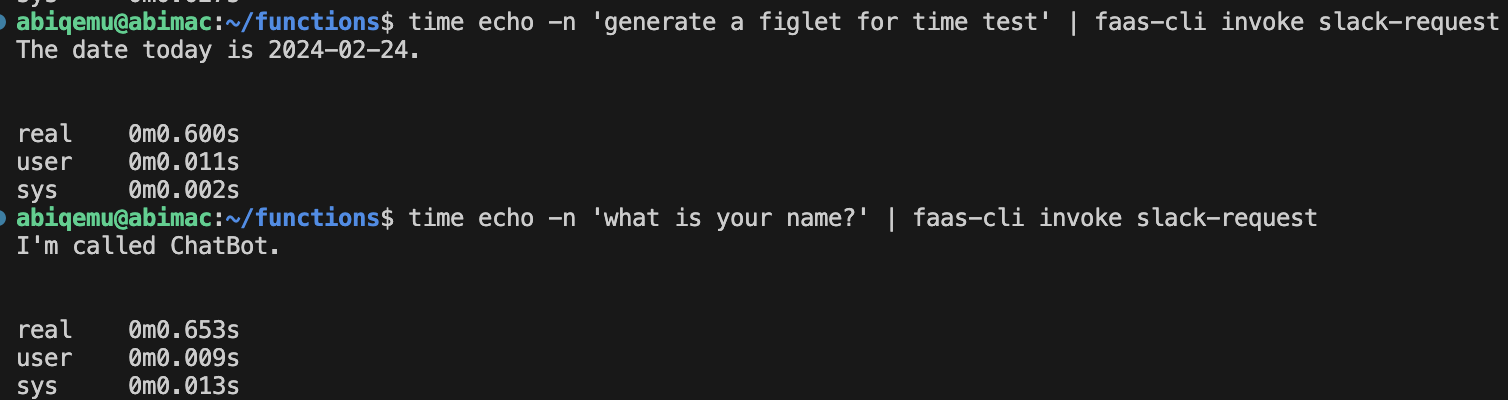 abiqemu@abimac:~/functions$ time echo -n 'generate a figlet for time test' | faas-cli invoke slack-request
The date today is 2024-02-24.
real 0m0.600s
user 0m0.011s
sys 0m0.002s
abiqemu@abimac:~/functions$ time echo -n 'what is your name?' | faas-cli invoke slack-request
I'm called ChatBot.
real 0m0.653s
user 0m0.009s
sys 0m0.013s